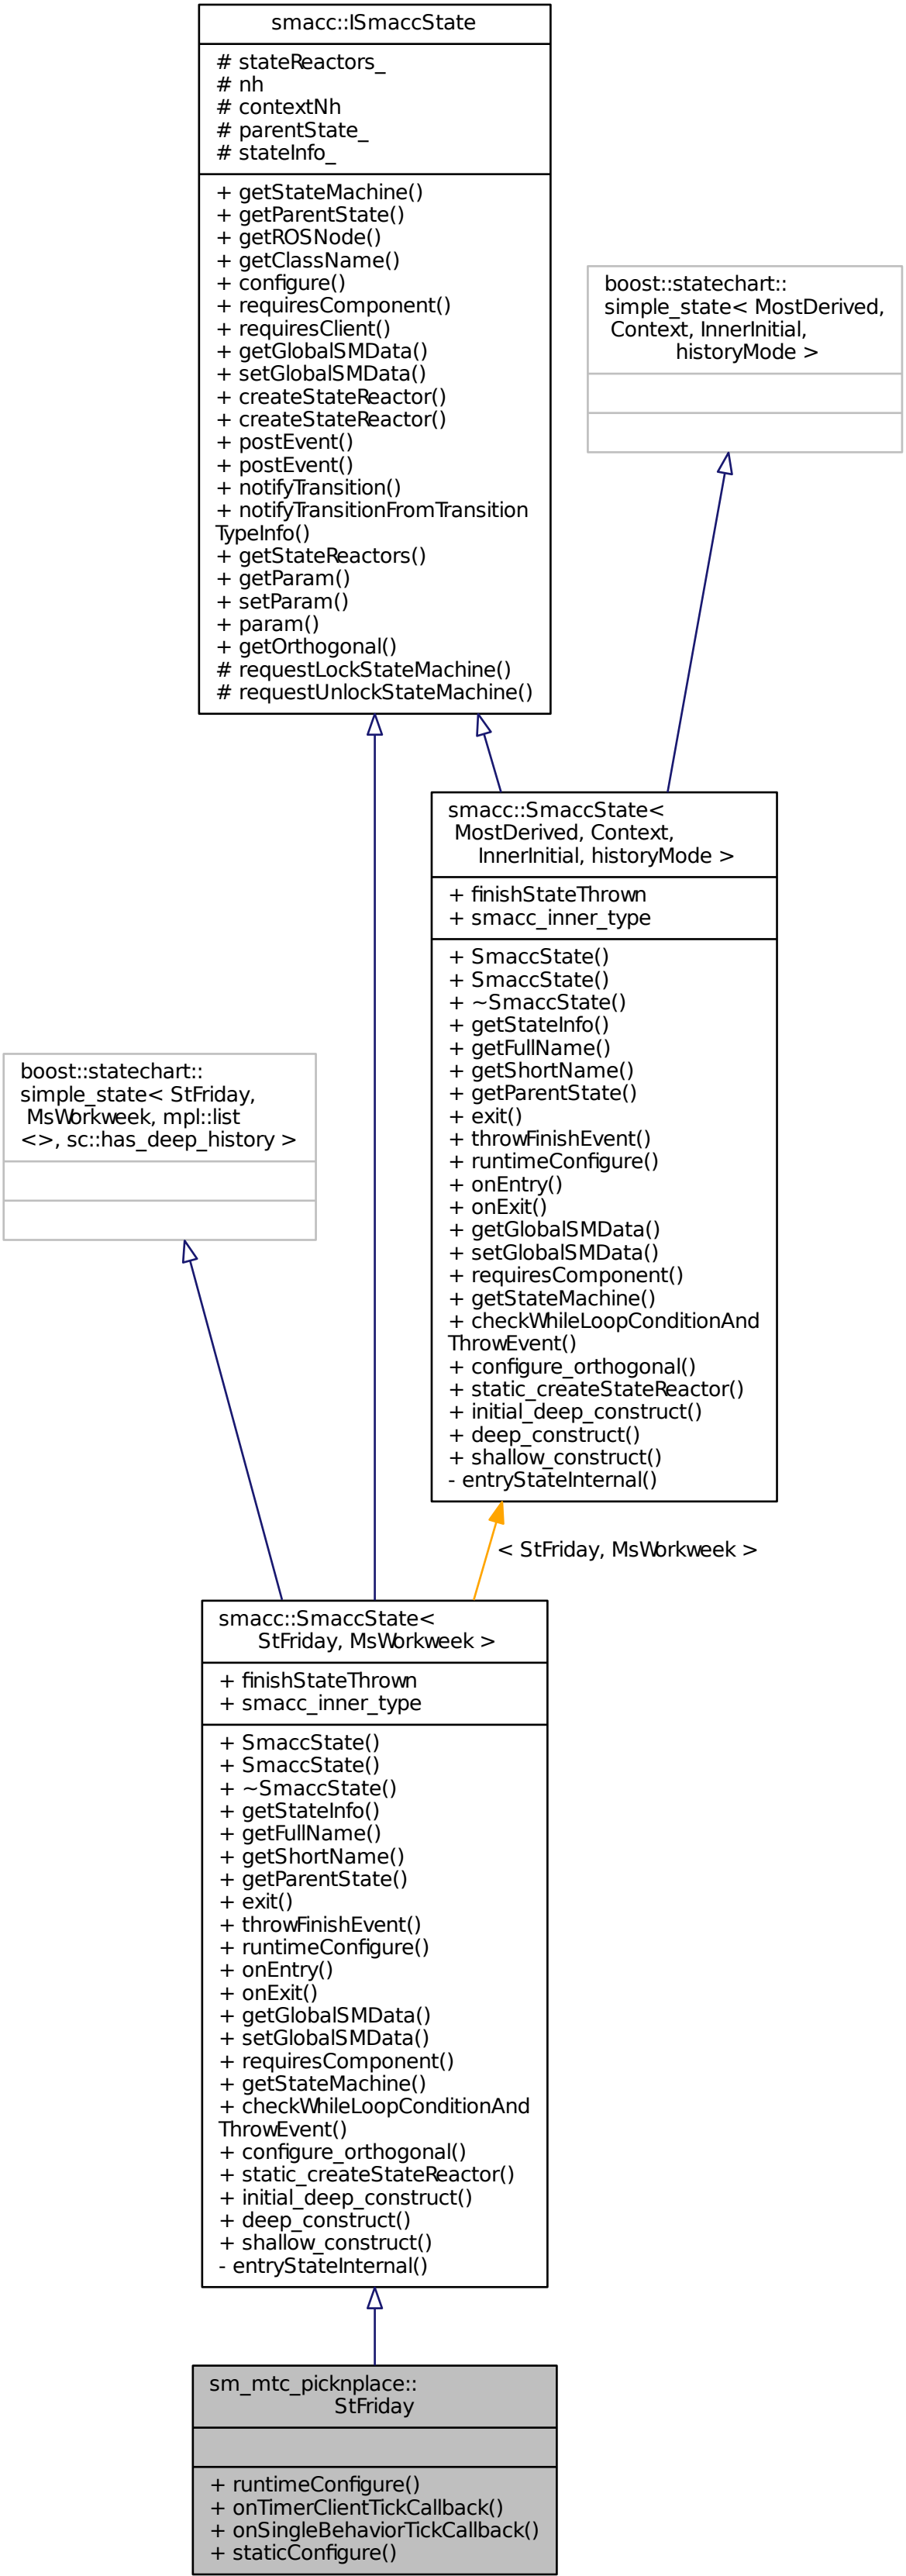 smacc::ISmaccState
# stateReactors_
# nh
# contextNh
# parentState_
# stateInfo_
+ getStateMachine()
+ getParentState()
+ getROSNode()
+ getClassName()
+ configure()
+ requiresComponent()
+ requiresClient()
+ getGlobalSMData()
+ setGlobalSMData()
+ createStateReactor()
+ createStateReactor()
+ postEvent()
+ postEvent()
+ notifyTransition()
+ notifyTransitionFromTransition
TypeInfo()
+ getStateReactors()
+ getParam()
+ setParam()
+ param()
+ getOrthogonal()
# requestLockStateMachine()
# requestUnlockStateMachine()
boost::statechart::
simple_state< MostDerived,
Context, InnerInitial,
historyMode >
smacc::SmaccState<
MostDerived, Context,
InnerInitial, historyMode >
+ finishStateThrown
+ smacc_inner_type
+ SmaccState()
+ SmaccState()
+ ~SmaccState()
+ getStateInfo()
+ getFullName()
+ getShortName()
+ getParentState()
+ exit()
+ throwFinishEvent()
+ runtimeConfigure()
+ onEntry()
+ onExit()
+ getGlobalSMData()
+ setGlobalSMData()
+ requiresComponent()
+ getStateMachine()
+ checkWhileLoopConditionAnd
ThrowEvent()
+ configure_orthogonal()
+ static_createStateReactor()
+ initial_deep_construct()
+ deep_construct()
+ shallow_construct()
- entryStateInternal()
boost::statechart::
simple_state< StFriday,
MsWorkweek, mpl::list
<>, sc::has_deep_history >
< StFriday, MsWorkweek >
smacc::SmaccState<
StFriday, MsWorkweek >
+ finishStateThrown
+ smacc_inner_type
+ SmaccState()
+ SmaccState()
+ ~SmaccState()
+ getStateInfo()
+ getFullName()
+ getShortName()
+ getParentState()
+ exit()
+ throwFinishEvent()
+ runtimeConfigure()
+ onEntry()
+ onExit()
+ getGlobalSMData()
+ setGlobalSMData()
+ requiresComponent()
+ getStateMachine()
+ checkWhileLoopConditionAnd
ThrowEvent()
+ configure_orthogonal()
+ static_createStateReactor()
+ initial_deep_construct()
+ deep_construct()
+ shallow_construct()
- entryStateInternal()
sm_mtc_picknplace::
StFriday
+ runtimeConfigure()
+ onTimerClientTickCallback()
+ onSingleBehaviorTickCallback()
+ staticConfigure()